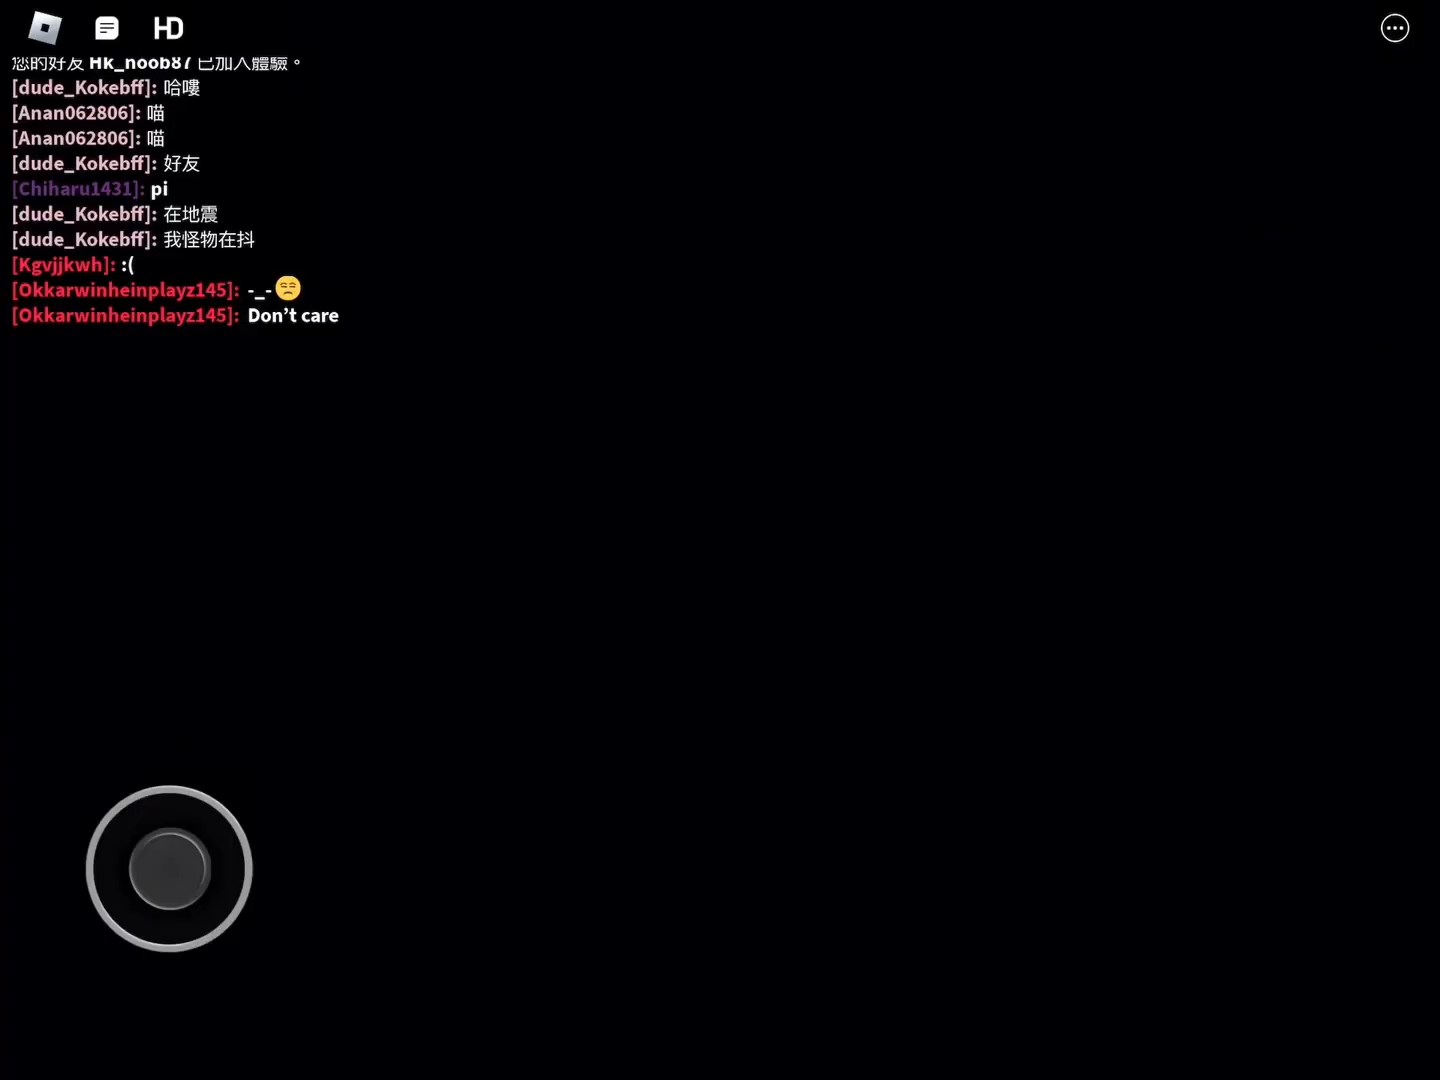 HD
您的好友 Hk_noob87 已加入體驗。
[dude_Kokebff]: 哈嘍
[Anan062806]: 喵
[Anan062806]: 喵
[dude_Kokebff]: 好友
[Chiharu1431]: pi
[dude_Kokebff]: 在地震
[dude_Kokebff]: 我怪物在抖
[Kgvjjkwh]: :(
[Okkarwinheinplayz145]: -_-😒
[Okkarwinheinplayz145]: Don’t care